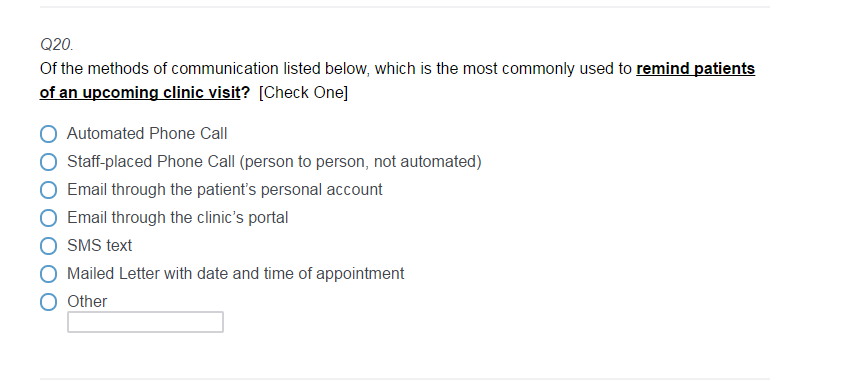 Q20.
Of the methods of communication listed below, which is the most commonly used to remind patients
of an upcoming clinic visit? [Check One]
Automated Phone Call
Staff-placed Phone Call (person to person, not automated)
Email through the patient's personal account
Email through the clinic's portal
SMS text
Mailed Letter with date and time of appointment
Other